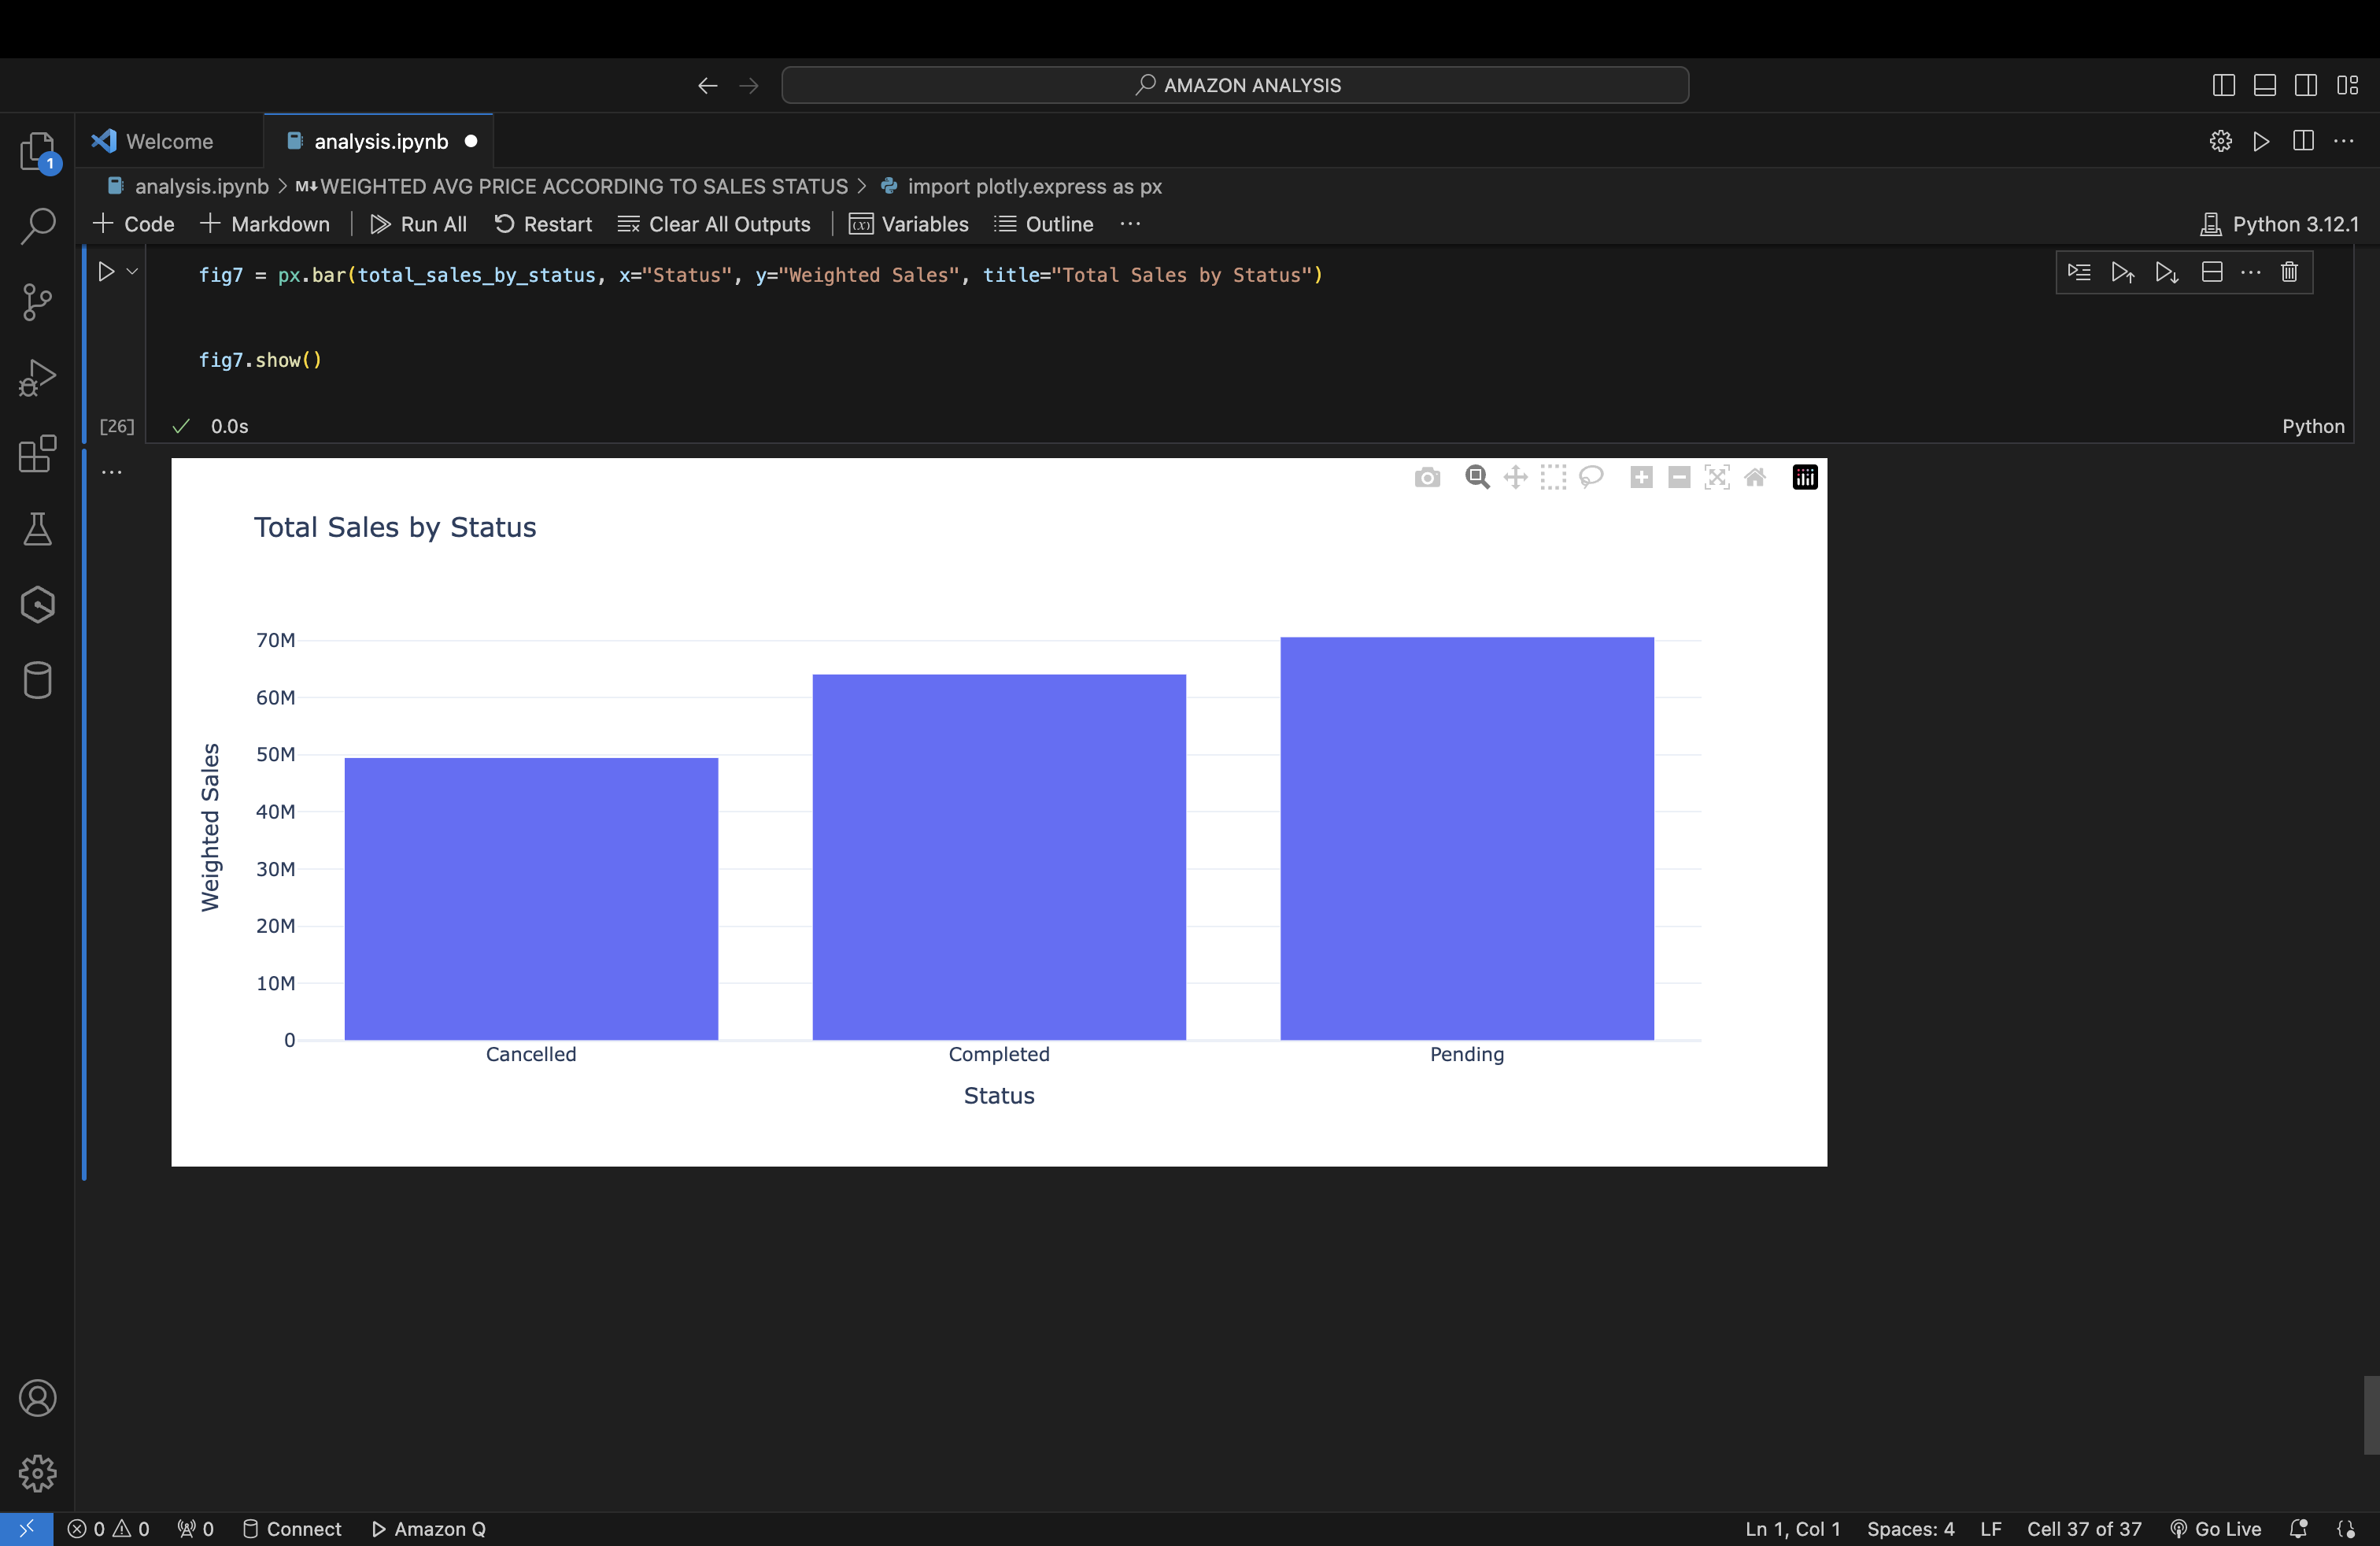 AMAZON ANALYSIS
Welcome
analysis.ipynb
1
analysis.ipynb > M↓WEIGHTED AVG PRICE ACCORDING TO SALES STATUS > import plotly.express as px
+ Code + Markdown Run All Restart Clear All Outputs (x) Variables Outline ... Python 3.12.1
fig7 = px.bar(total_sales_by_status, x="Status", y="Weighted Sales", title="Total Sales by Status")
fig7.show()
[26] 0.0s Python
Total Sales by Status
70M
60M
50M
40M
30M
20M
10M
0
Weighted Sales
Cancelled Completed Pending
Status
0 0 0 Connect Amazon Q Ln 1, Col 1 Spaces: 4 LF Cell 37 of 37 Go Live